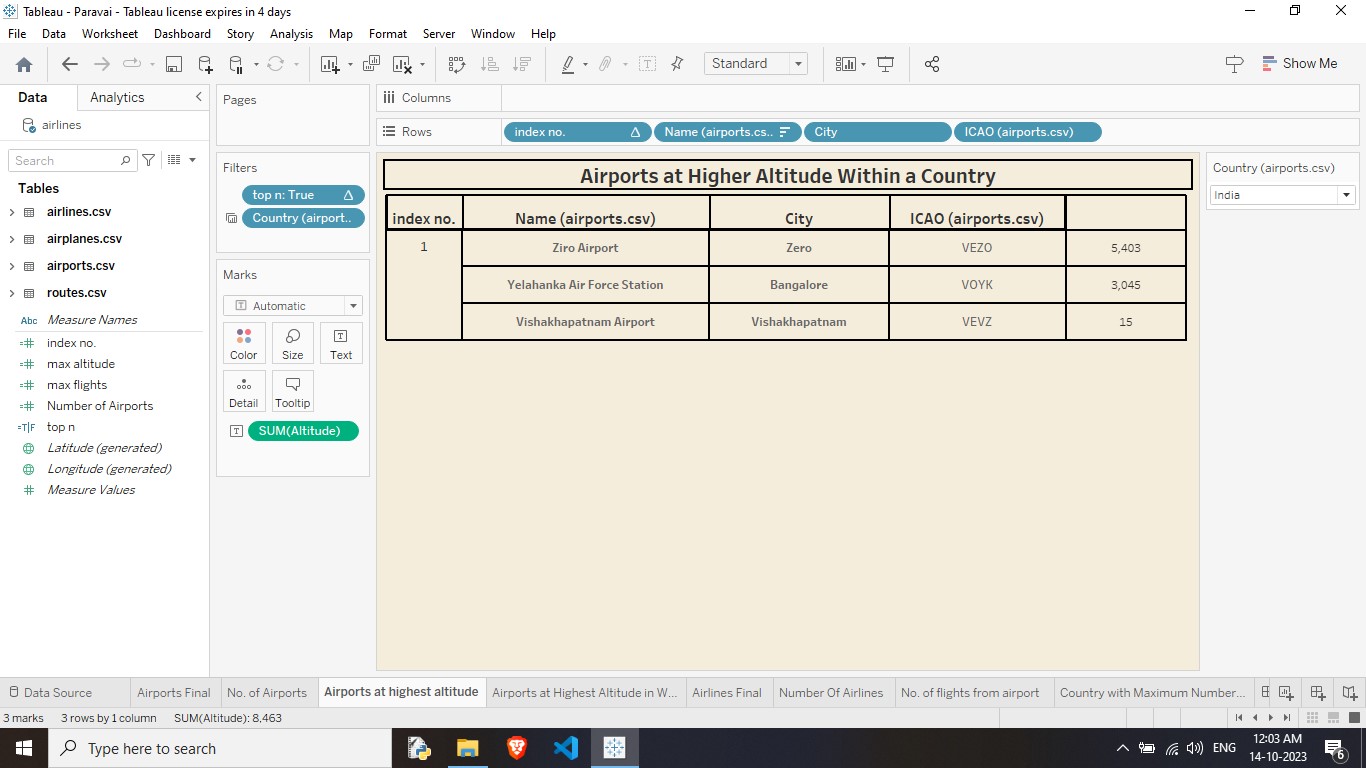 Tableau - Paravai - Tableau license expires in 4 days
File Data Worksheet Dashboard Story Analysis Map Format Server Window Help
Standard
Show Me
Data Analytics
airlines
Search
Tables
airlines.csv
airplanes.csv
airports.csv
routes.csv
Abc Measure Names
index no.
max altitude
max flights
Number of Airports
T|F top n
Latitude (generated)
Longitude (generated)
Measure Values
Pages
Filters
top n: True
Country (airport..
Marks
Automatic
Color Size Text
Detail Tooltip
SUM(Altitude)
Columns
Rows index no. Name (airports.cs.. City ICAO (airports.csv)
Airports at Higher Altitude Within a Country
index no. Name (airports.csv) City ICAO (airports.csv)
1 Ziro Airport Zero VEZO 5,403
Yelahanka Air Force Station Bangalore VOYK 3,045
Vishakhapatnam Airport Vishakhapatnam VEVZ 15
Country (airports.csv)
India
Data Source Airports Final No. of Airports Airports at highest altitude Airports at Highest Altitude in W... Airlines Final Number Of Airlines No. of flights from airport Country with Maximum Number...
3 marks 3 rows by 1 column SUM(Altitude): 8,463
Type here to search
ENG
12:03 AM
14-10-2023
6